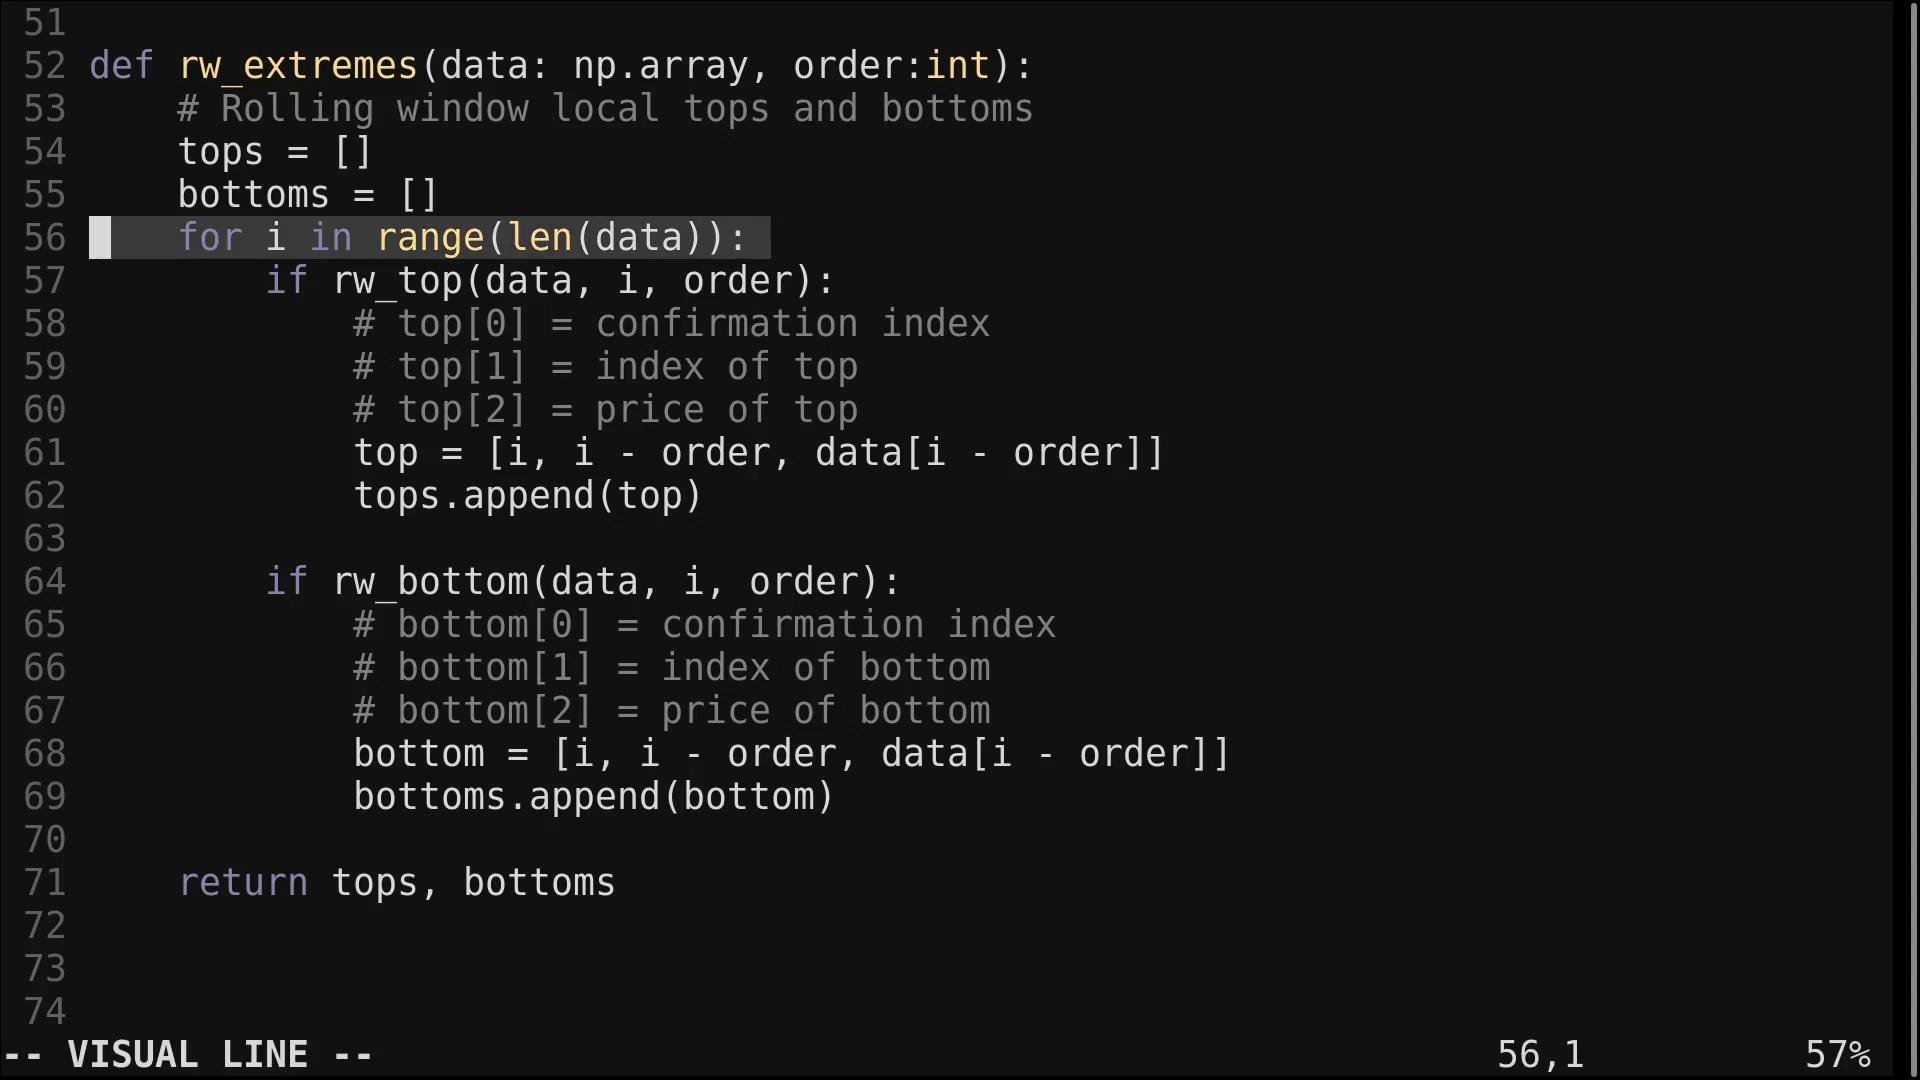 51
52 def rw_extremes(data: np.array, order:int):
53     # Rolling window local tops and bottoms
54     tops = []
55     bottoms = []
56     for i in range(len(data)):
57         if rw_top(data, i, order):
58             # top[0] = confirmation index
59             # top[1] = index of top
60             # top[2] = price of top
61             top = [i, i - order, data[i - order]]
62             tops.append(top)
63
64         if rw_bottom(data, i, order):
65             # bottom[0] = confirmation index
66             # bottom[1] = index of bottom
67             # bottom[2] = price of bottom
68             bottom = [i, i - order, data[i - order]]
69             bottoms.append(bottom)
70
71     return tops, bottoms
72
73
74
-- VISUAL LINE -- 56,1 57%